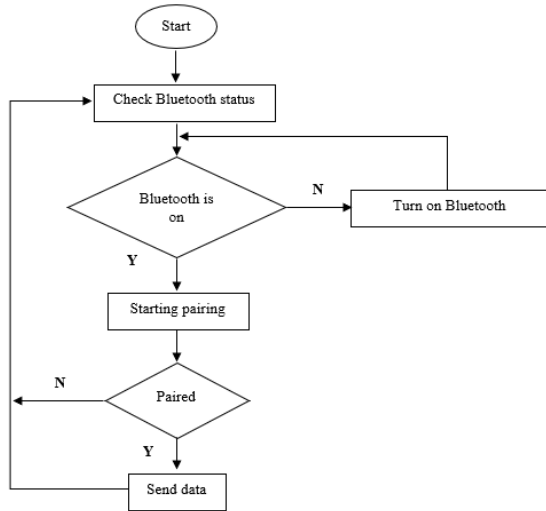 Start
Check Bluetooth status
Bluetooth is
on
N
Turn on Bluetooth
Y
Starting pairing
N
Paired
Y
Send data